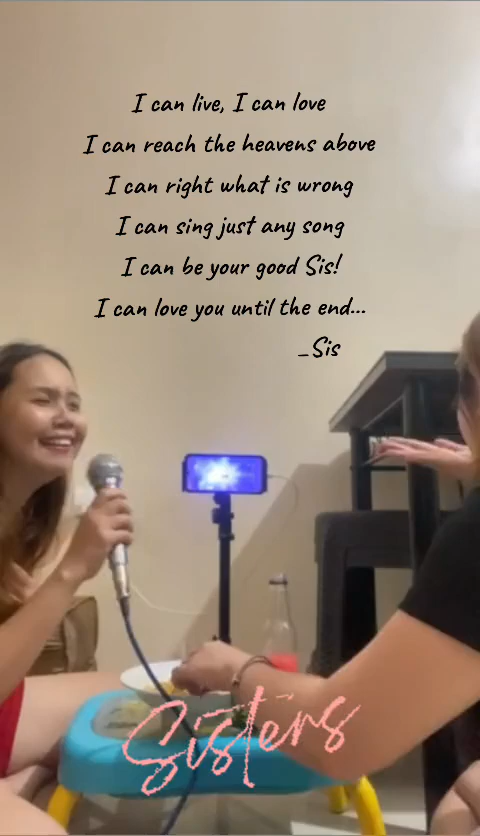 I can live, I can love
I can reach the heavens above
I can right what is wrong
I can sing just any song
I can be your good Sis!
I can love you until the end...
_Sis
Sisters